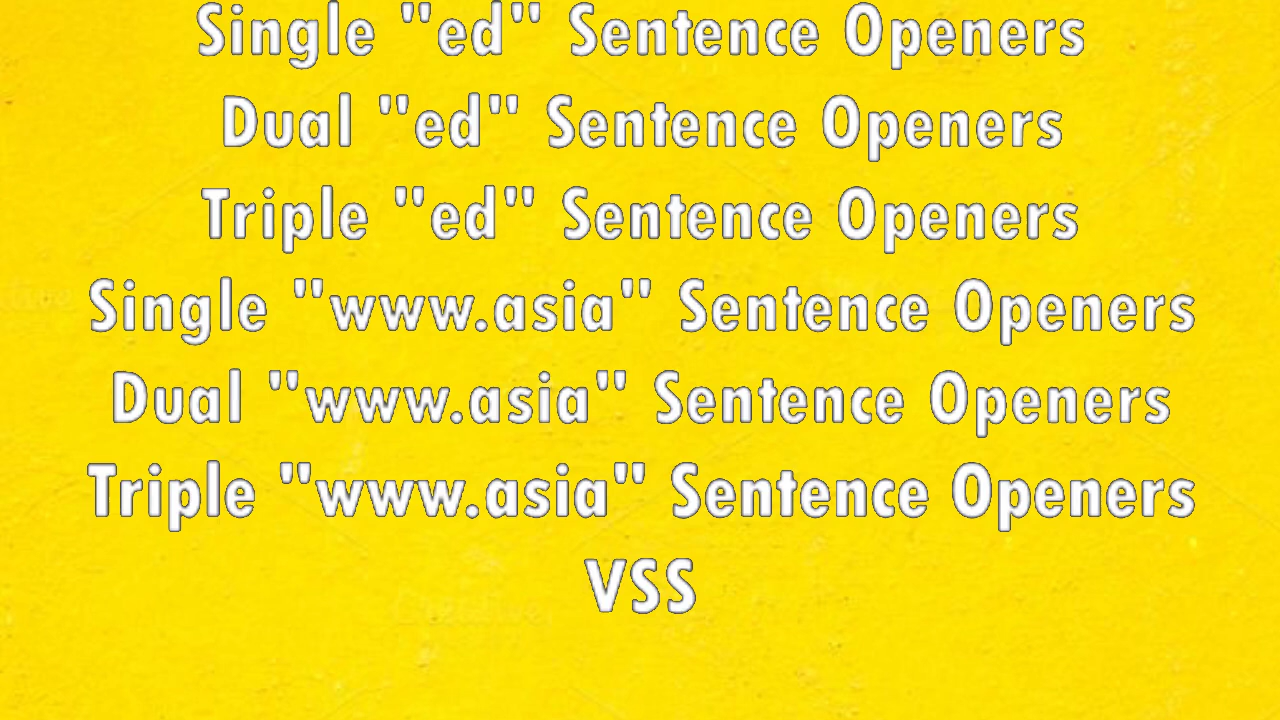 Single "ed" Sentence Openers
Dual "ed" Sentence Openers
Triple "ed" Sentence Openers
Single "www.asia" Sentence Openers
Dual "www.asia" Sentence Openers
Triple "www.asia" Sentence Openers
VSS